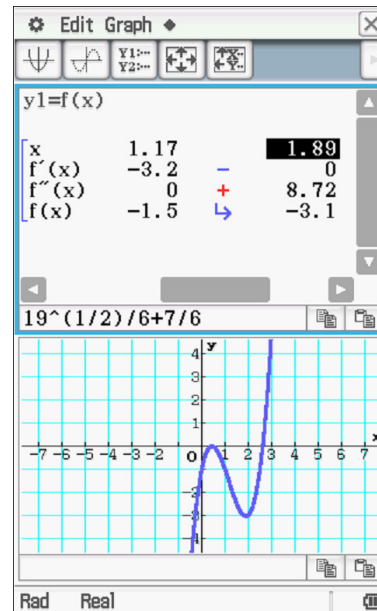 Edit Graph ◆
Y1:··· Y2:···
y1=f(x)
x 1.17 1.89
f′(x) -3.2 − 0
f″(x) 0 + 8.72
f(x) -1.5 ↳ -3.1
19^(1/2)/6+7/6
y
4
3
2
1
-7 -6 -5 -4 -3 -2 0 1 2 3 4 5 6 7 x
-2
-3
-4
Rad Real